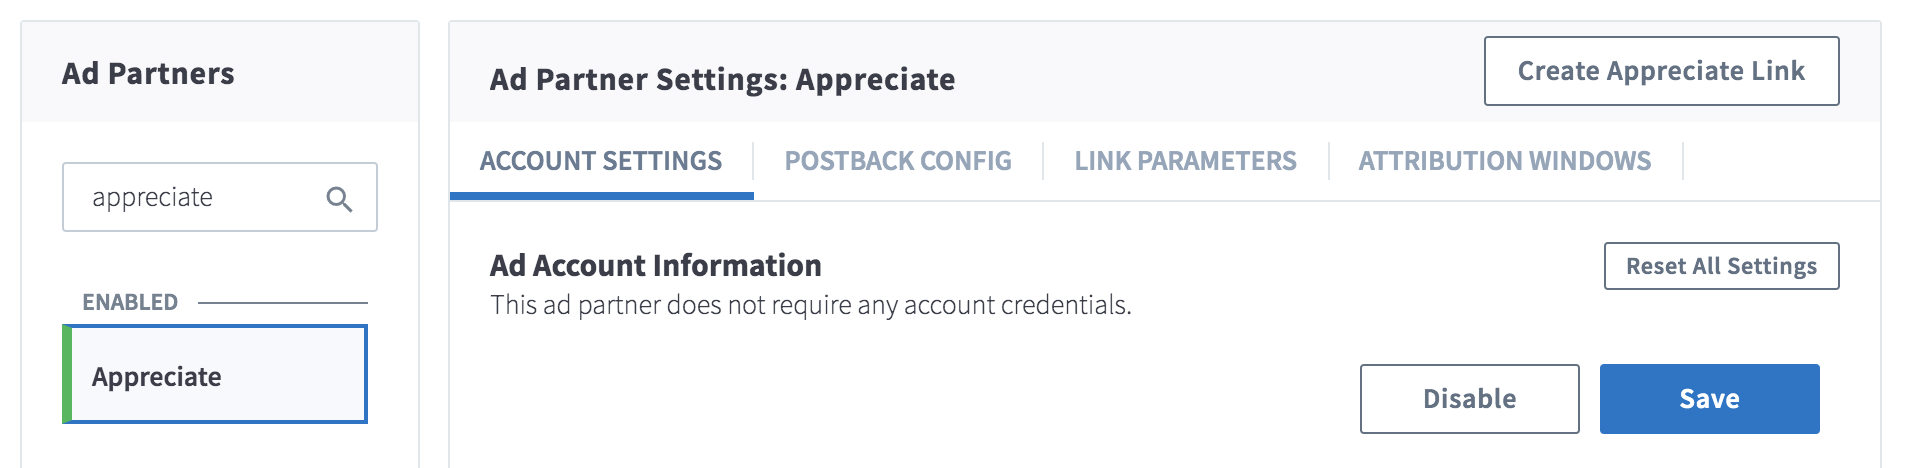 Ad Partners
appreciate
ENABLED
Appreciate
Ad Partner Settings: Appreciate
Create Appreciate Link
ACCOUNT SETTINGS
POSTBACK CONFIG
LINK PARAMETERS
ATTRIBUTION WINDOWS
Ad Account Information
Reset All Settings
This ad partner does not require any account credentials.
Disable
Save